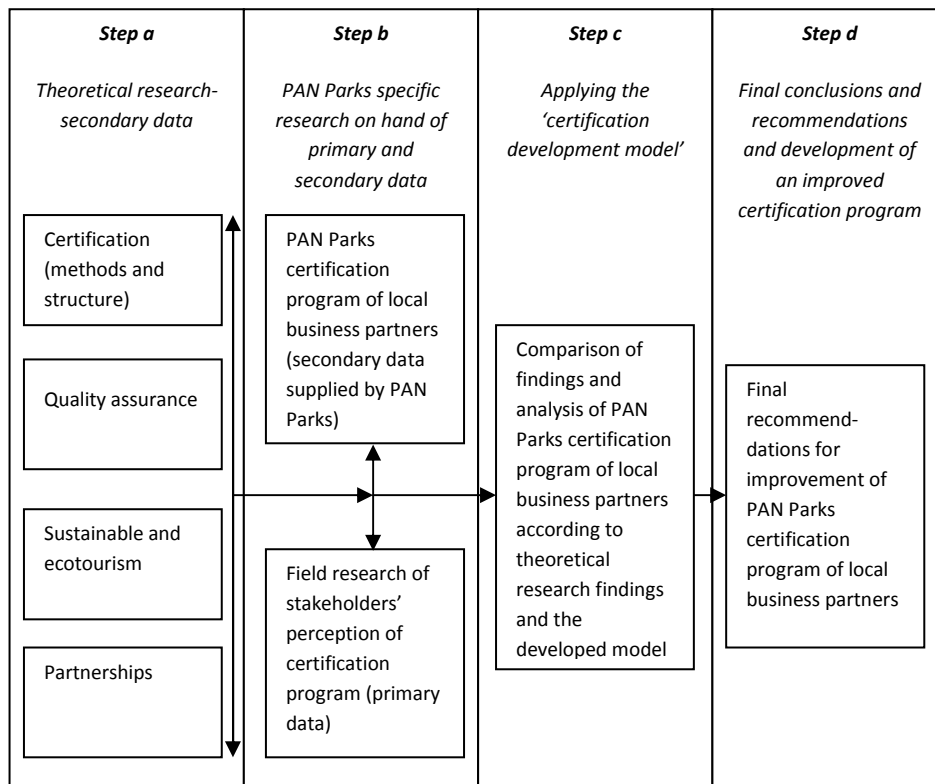 Step a
Theoretical research-
secondary data
Certification
(methods and
structure)
Quality assurance
Sustainable and
ecotourism
Partnerships
Step b
PAN Parks specific
research on hand of
primary and
secondary data
PAN Parks
certification
program of local
business partners
(secondary data
supplied by PAN
Parks)
Field research of
stakeholders’
perception of
certification
program (primary
data)
Step c
Applying the
‘certification
development model’
Comparison of
findings and
analysis of PAN
Parks certification
program of local
business partners
according to
theoretical
research findings
and the
developed model
Step d
Final conclusions and
recommendations
and development of
an improved
certification program
Final
recommend-
dations for
improvement of
PAN Parks
certification
program of local
business partners